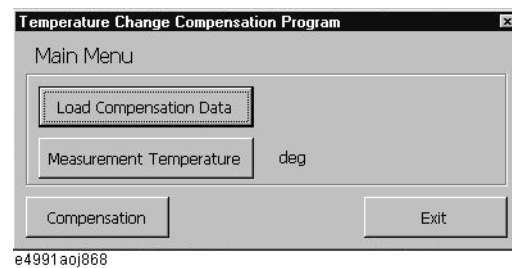 Temperature Change Compensation Program
Main Menu
Load Compensation Data
Measurement Temperature deg
Compensation Exit
e4991aoj868